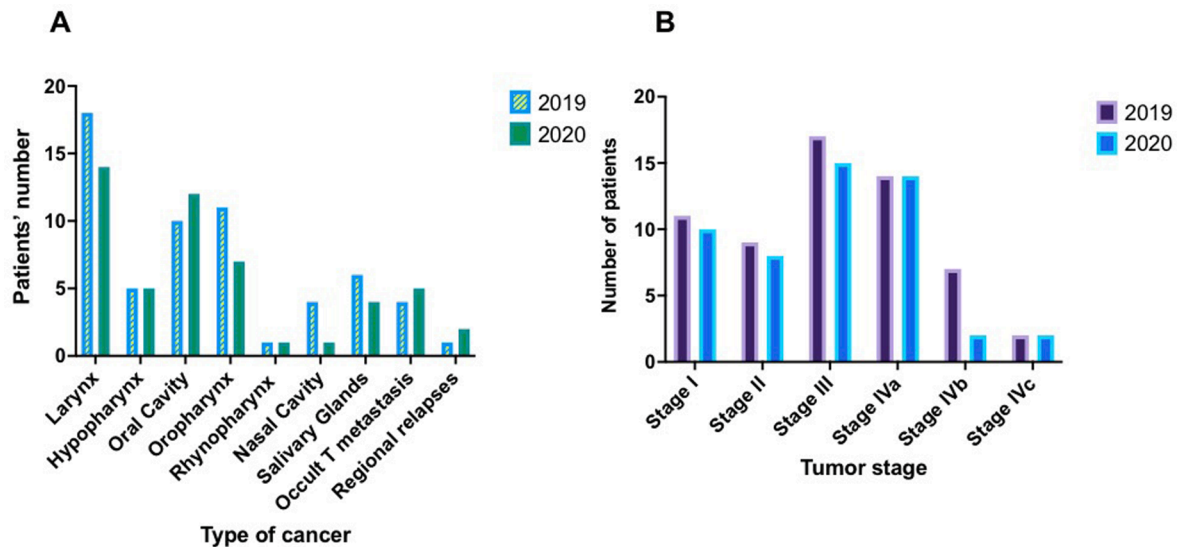 A
Patients' number
20
15
10
5
0
2019
2020
Larynx
Hypopharynx
Oral Cavity
Oropharynx
Rhynopharynx
Nasal Cavity
Salivary Glands
Occult T metastasis
Regional relapses
Type of cancer
B
Number of patients
20
15
10
5
0
2019
2020
Stage I
Stage II
Stage III
Stage IVa
Stage IVb
Stage IVc
Tumor stage